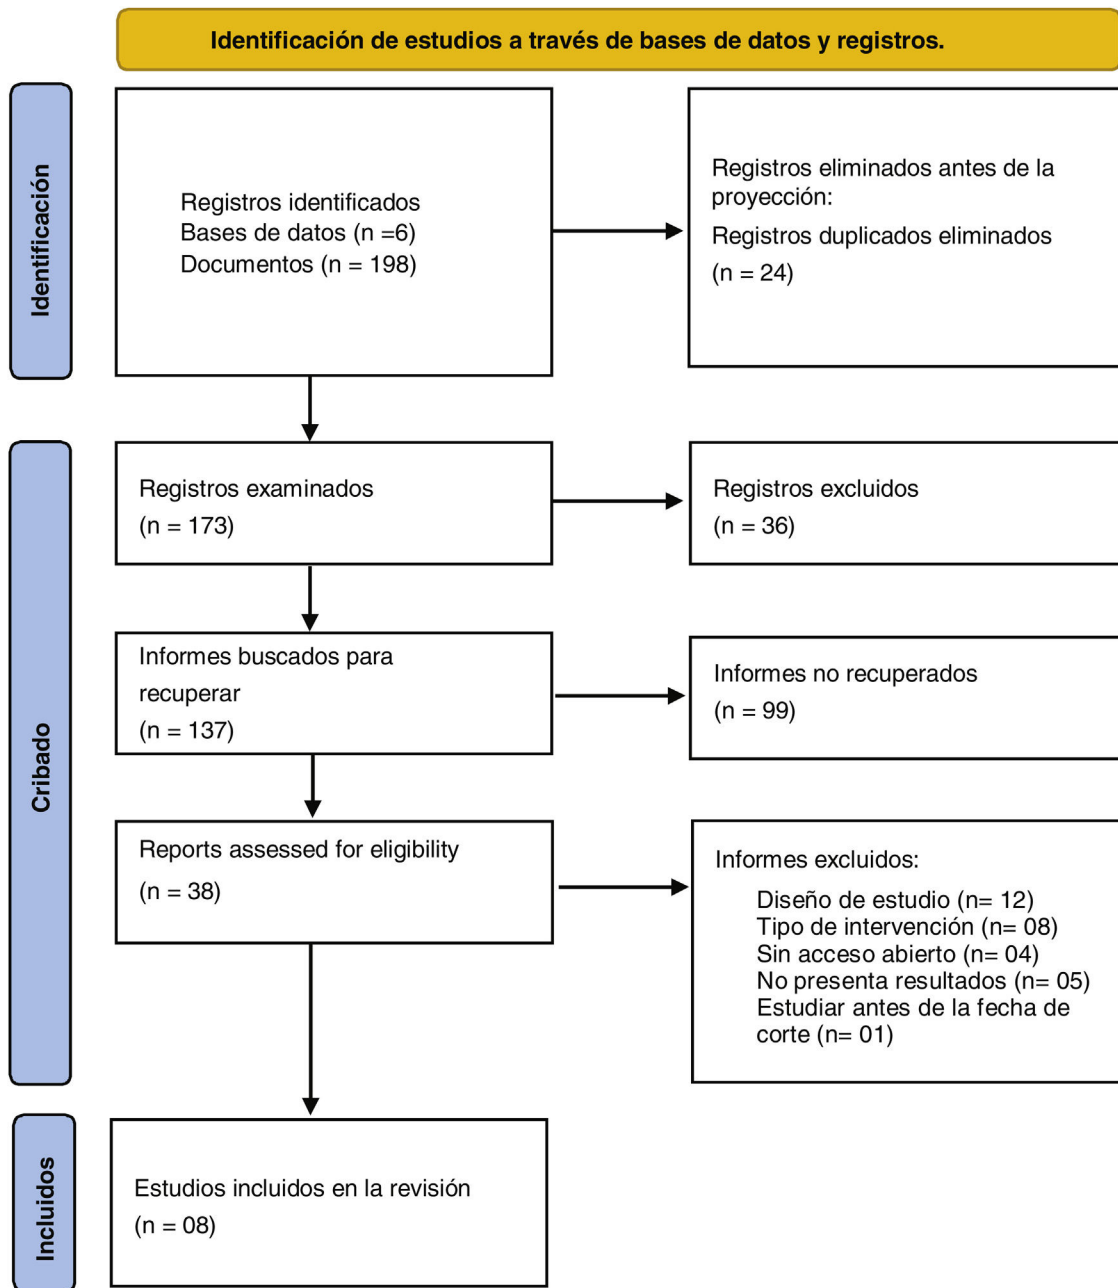 Identificación de estudios a través de bases de datos y registros.
Identificación
Registros identificados
Bases de datos (n =6)
Documentos (n = 198)
Registros eliminados antes de la
proyección:
Registros duplicados eliminados
(n = 24)
Cribado
Registros examinados
(n = 173)
Registros excluidos
(n = 36)
Informes buscados para
recuperar
(n = 137)
Informes no recuperados
(n = 99)
Reports assessed for eligibility
(n = 38)
Informes excluidos:
Diseño de estudio (n= 12)
Tipo de intervención (n= 08)
Sin acceso abierto (n= 04)
No presenta resultados (n= 05)
Estudiar antes de la fecha de
corte (n= 01)
Incluidos
Estudios incluidos en la revisión
(n = 08)